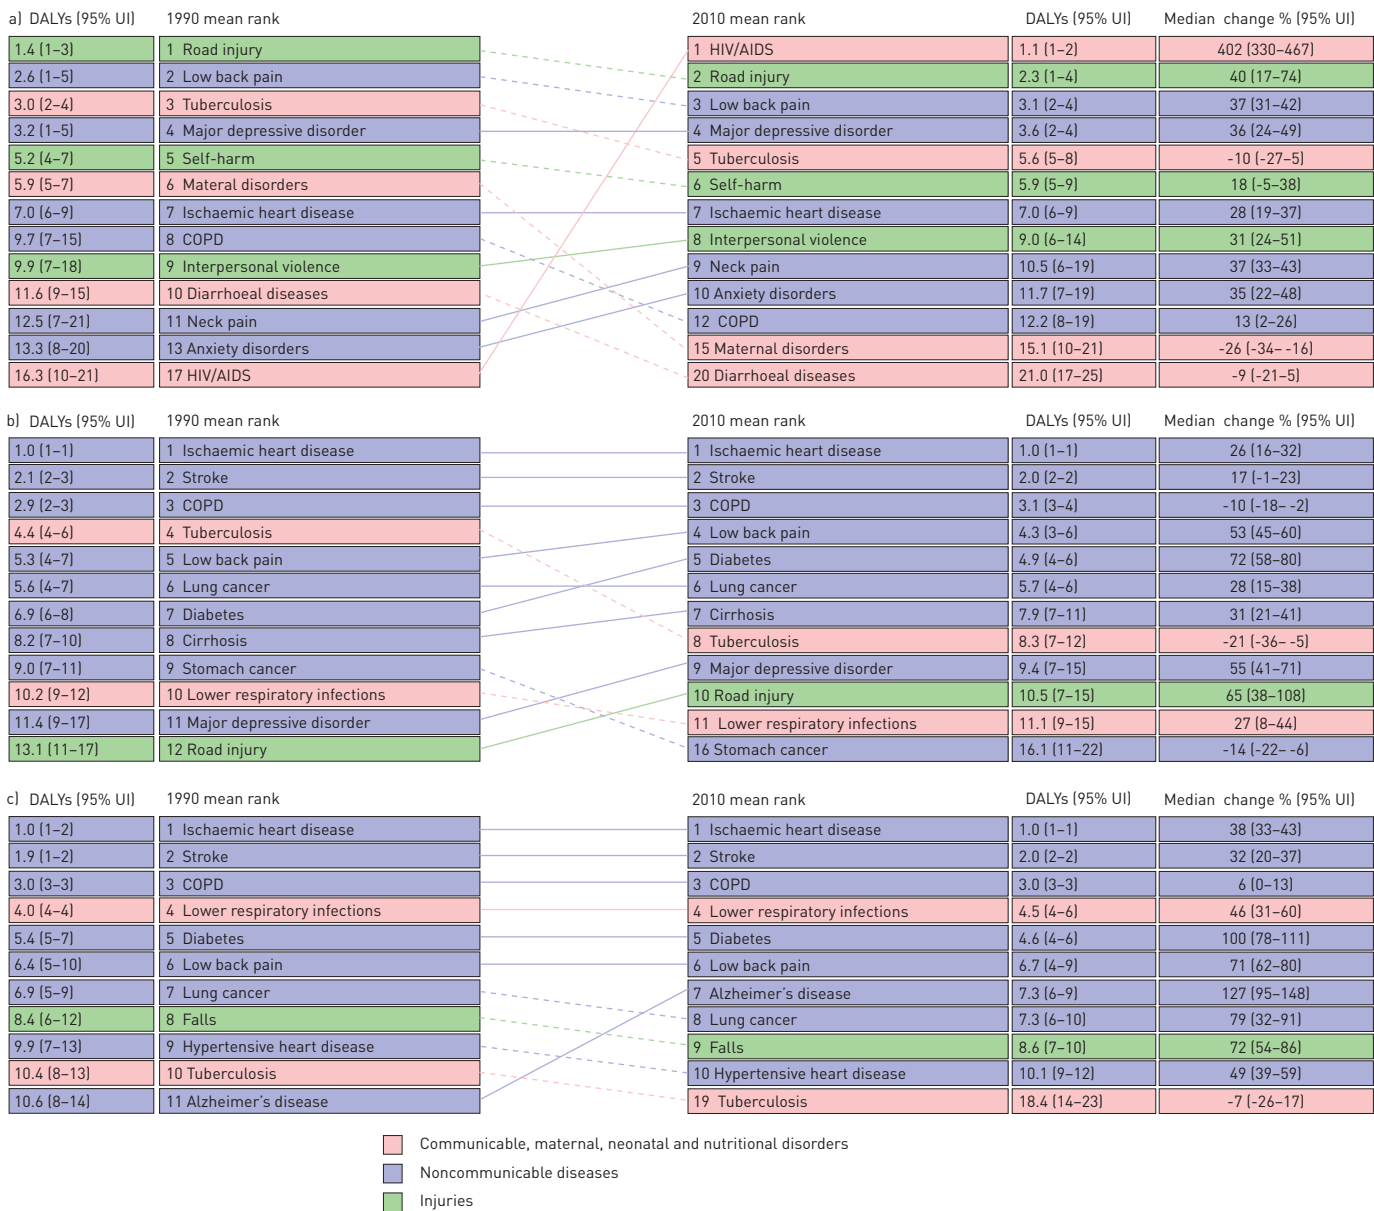 a) DALYs (95% UI) 1990 mean rank 2010 mean rank DALYs (95% UI) Median change % (95% UI)
1.4 (1–3) 1 Road injury 1 HIV/AIDS 1.1 (1–2) 402 (330–467)
2.6 (1–5) 2 Low back pain 2 Road injury 2.3 (1–4) 40 (17–74)
3.0 (2–4) 3 Tuberculosis 3 Low back pain 3.1 (2–4) 37 (31–42)
3.2 (1–5) 4 Major depressive disorder 4 Major depressive disorder 3.6 (2–4) 36 (24–49)
5.2 (4–7) 5 Self-harm 5 Tuberculosis 5.6 (5–8) -10 (-27–5)
5.9 (5–7) 6 Materal disorders 6 Self-harm 5.9 (5–9) 18 (-5–38)
7.0 (6–9) 7 Ischaemic heart disease 7 Ischaemic heart disease 7.0 (6–9) 28 (19–37)
9.7 (7–15) 8 COPD 8 Interpersonal violence 9.0 (6–14) 31 (24–51)
9.9 (7–18) 9 Interpersonal violence 9 Neck pain 10.5 (6–19) 37 (33–43)
11.6 (9–15) 10 Diarrhoeal diseases 10 Anxiety disorders 11.7 (7–19) 35 (22–48)
12.5 (7–21) 11 Neck pain 12 COPD 12.2 (8–19) 13 (2–26)
13.3 (8–20) 13 Anxiety disorders 15 Maternal disorders 15.1 (10–21) -26 (-34– -16)
16.3 (10–21) 17 HIV/AIDS 20 Diarrhoeal diseases 21.0 (17–25) -9 (-21–5)
b) DALYs (95% UI) 1990 mean rank 2010 mean rank DALYs (95% UI) Median change % (95% UI)
1.0 (1–1) 1 Ischaemic heart disease 1 Ischaemic heart disease 1.0 (1–1) 26 (16–32)
2.1 (2–3) 2 Stroke 2 Stroke 2.0 (2–2) 17 (-1–23)
2.9 (2–3) 3 COPD 3 COPD 3.1 (3–4) -10 (-18– -2)
4.4 (4–6) 4 Tuberculosis 4 Low back pain 4.3 (3–6) 53 (45–60)
5.3 (4–7) 5 Low back pain 5 Diabetes 4.9 (4–6) 72 (58–80)
5.6 (4–7) 6 Lung cancer 6 Lung cancer 5.7 (4–6) 28 (15–38)
6.9 (6–8) 7 Diabetes 7 Cirrhosis 7.9 (7–11) 31 (21–41)
8.2 (7–10) 8 Cirrhosis 8 Tuberculosis 8.3 (7–12) -21 (-36– -5)
9.0 (7–11) 9 Stomach cancer 9 Major depressive disorder 9.4 (7–15) 55 (41–71)
10.2 (9–12) 10 Lower respiratory infections 10 Road injury 10.5 (7–15) 65 (38–108)
11.4 (9–17) 11 Major depressive disorder 11 Lower respiratory infections 11.1 (9–15) 27 (8–44)
13.1 (11–17) 12 Road injury 16 Stomach cancer 16.1 (11–22) -14 (-22– -6)
c) DALYs (95% UI) 1990 mean rank 2010 mean rank DALYs (95% UI) Median change % (95% UI)
1.0 (1–2) 1 Ischaemic heart disease 1 Ischaemic heart disease 1.0 (1–1) 38 (33–43)
1.9 (1–2) 2 Stroke 2 Stroke 2.0 (2–2) 32 (20–37)
3.0 (3–3) 3 COPD 3 COPD 3.0 (3–3) 6 (0–13)
4.0 (4–4) 4 Lower respiratory infections 4 Lower respiratory infections 4.5 (4–6) 46 (31–60)
5.4 (5–7) 5 Diabetes 5 Diabetes 4.6 (4–6) 100 (78–111)
6.4 (5–10) 6 Low back pain 6 Low back pain 6.7 (4–9) 71 (62–80)
6.9 (5–9) 7 Lung cancer 7 Alzheimer's disease 7.3 (6–9) 127 (95–148)
8.4 (6–12) 8 Falls 8 Lung cancer 7.3 (6–10) 79 (32–91)
9.9 (7–13) 9 Hypertensive heart disease 9 Falls 8.6 (7–10) 72 (54–86)
10.4 (8–13) 10 Tuberculosis 10 Hypertensive heart disease 10.1 (9–12) 49 (39–59)
10.6 (8–14) 11 Alzheimer's disease 19 Tuberculosis 18.4 (14–23) -7 (-26–17)
Communicable, maternal, neonatal and nutritional disorders
Noncommunicable diseases
Injuries